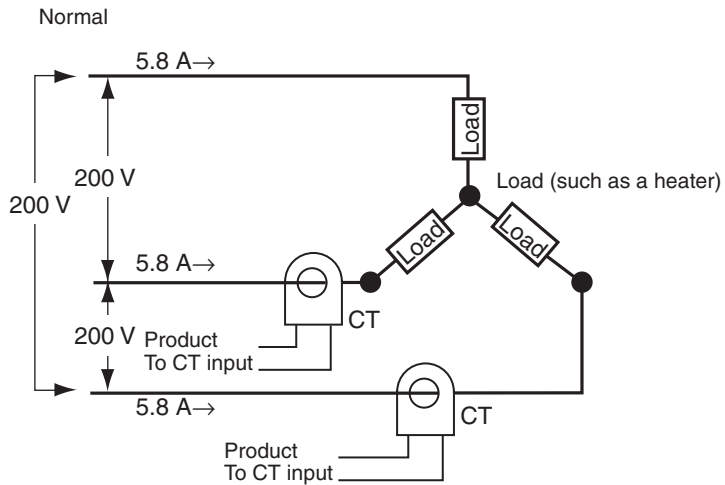 Normal
5.8 A→
Load
200 V
200 V
Load (such as a heater)
Load
Load
5.8 A→
CT
200 V
Product
To CT input
5.8 A→
CT
Product
To CT input